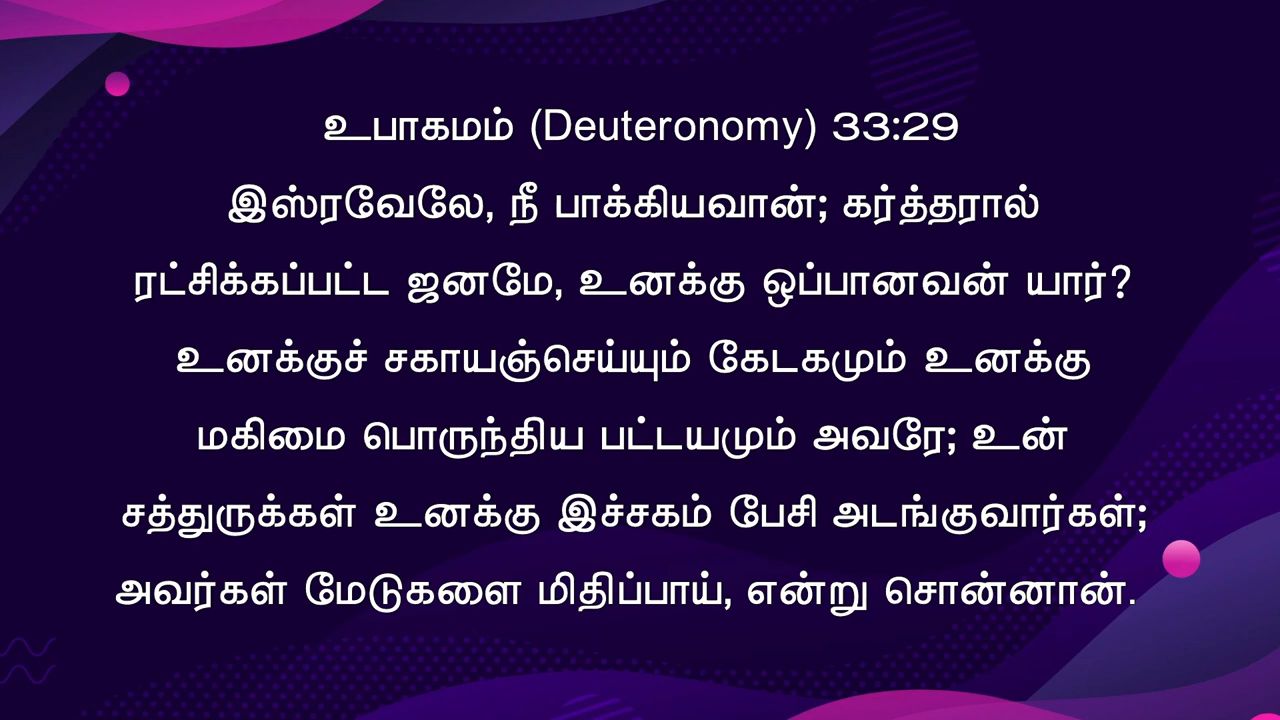 உபாகமம் (Deuteronomy) 33:29
இஸ்ரவேலே, நீ பாக்கியவான்; கர்த்தரால்
ரட்சிக்கப்பட்ட ஜனமே, உனக்கு ஒப்பானவன் யார்?
உனக்குச் சகாயஞ்செய்யும் கேடகமும் உனக்கு
மகிமை பொருந்திய பட்டயமும் அவரே; உன்
சத்துருக்கள் உனக்கு இச்சகம் பேசி அடங்குவார்கள்;
அவர்கள் மேடுகளை மிதிப்பாய், என்று சொன்னான்.